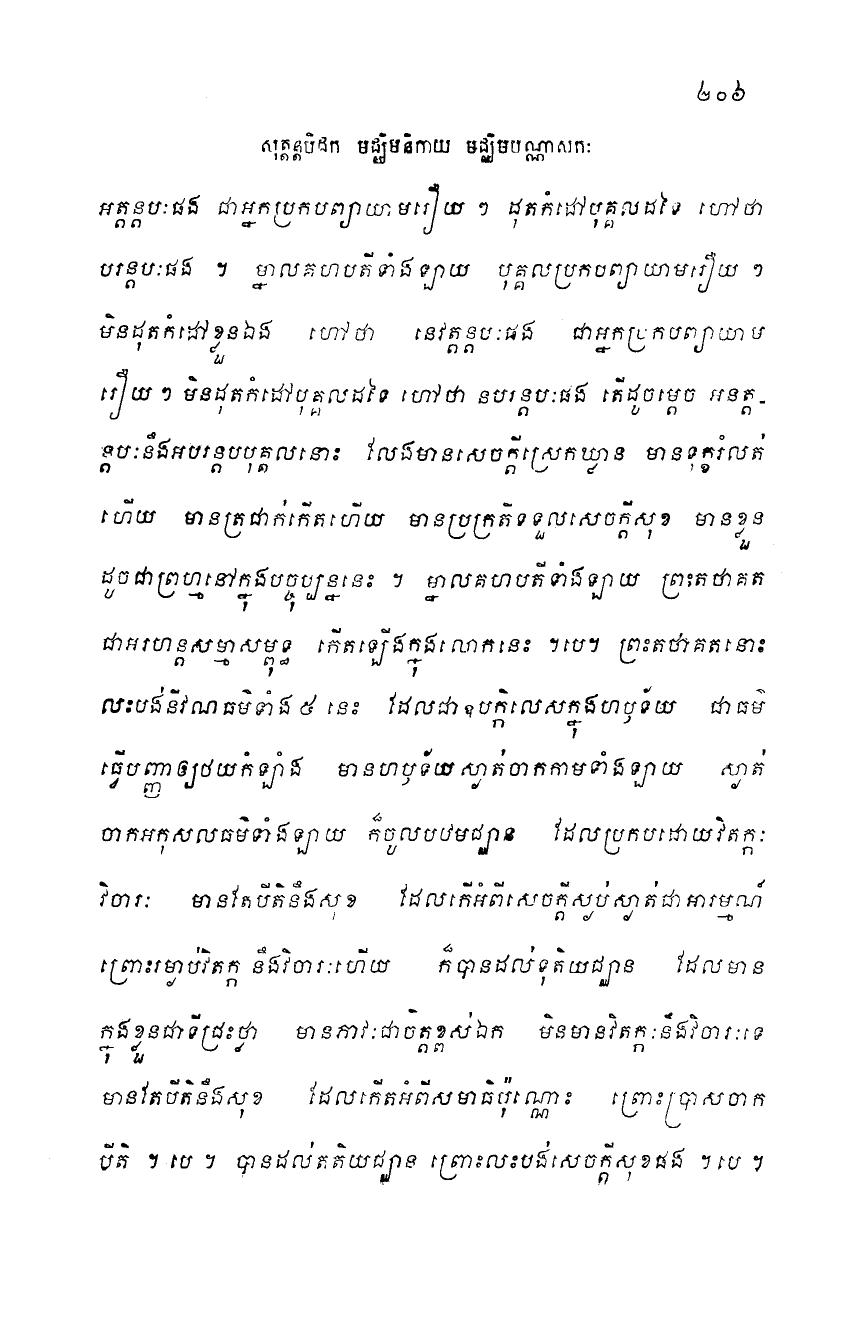 ២០៦
សុត្តន្តបិដក មជ្ឈិមនិកាយ មជ្ឈិមបណ្ណាសកៈ
អត្តន្តបៈផង ជាអ្នកប្រកបព្យាយាមរឿយ ៗ ដុតកំដៅបុគ្គលដទៃ ហៅថា
បរន្តបៈផង ។ ម្នាលគហបតីទាំងឡាយ បុគ្គលប្រកបព្យាយាមរឿយ ៗ
មិនដុតកំដៅខ្លួនឯង ហៅថា នេវត្តន្តបៈផង ជាអ្នកប្រកបព្យាយាម
រឿយ ៗ មិនដុតកំដៅបុគ្គលដទៃ ហៅថា នបរន្តបៈផង តើដូចម្តេច អនត្ត-
ន្តបៈនឹងអបរន្តបបុគ្គលនោះ លែងមានសេចក្តីស្រេកឃ្លាន មានទុក្ខរំលត់
ហើយ មានត្រជាក់កើតហើយ មានប្រក្រតិទទួលសេចក្តីសុខ មានខ្លួន
ដូចជាព្រហ្មនៅក្នុងបច្ចុប្បន្ននេះ ។ ម្នាលគហបតីទាំងឡាយ ព្រះតថាគត
ជាអរហន្តសម្មាសម្ពុទ្ធ កើតឡើងក្នុងលោកនេះ ។បេ។ ព្រះតថាគតនោះ
លះបង់នីវណធម៌ទាំង ៥ នេះ ដែលជាឧបក្កិលេសក្នុងហឫទ័យ ជាធម៌
ធ្វើបញ្ញាឲ្យថយកំឡាំង មានហឫទ័យស្ងាត់ចាកកាមទាំងឡាយ ស្ងាត់
ចាកអកុសលធម៌ទាំងឡាយ ក៏ចូលបឋមជ្ឈាន ដែលប្រកបដោយវិតក្កៈ
វិចារៈ មានតែបីតិនឹងសុខ ដែលកើអំពីសេចក្តីស្ងប់ស្ងាត់ជាអារម្មណ៍
ព្រោះរម្ងាប់វិតក្ក នឹងវិចារៈហើយ ក៏បានដល់ទុតិយជ្ឈាន ដែលមាន
ក្នុងខ្លួនជាទីជ្រះថ្លា មានភាវៈជាចិត្តខ្ពស់ឯក មិនមានវិតក្កៈនឹងវិចារៈទេ
មានតែបីតិនឹងសុខ ដែលកើតអំពីសមាធិប៉ុណ្ណោះ ព្រោះប្រាសចាក
បីតិ ។ បេ ។ បានដល់តតិយជ្ឈាន ព្រោះលះបង់សេចក្តីសុខផង ។ បេ ។